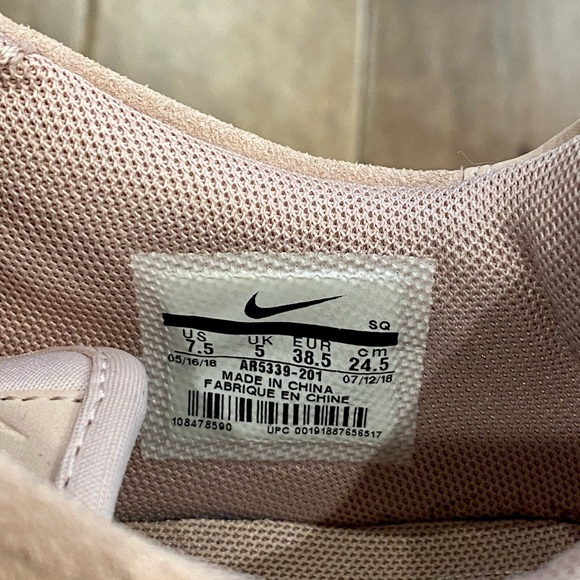 SQ
US UK EUR cm
7.5 5 38.5 24.5
05/16/18 AR5339-201 07/12/18
MADE IN CHINA
FABRIQUE EN CHINE
108478590 UPC 00191887656517